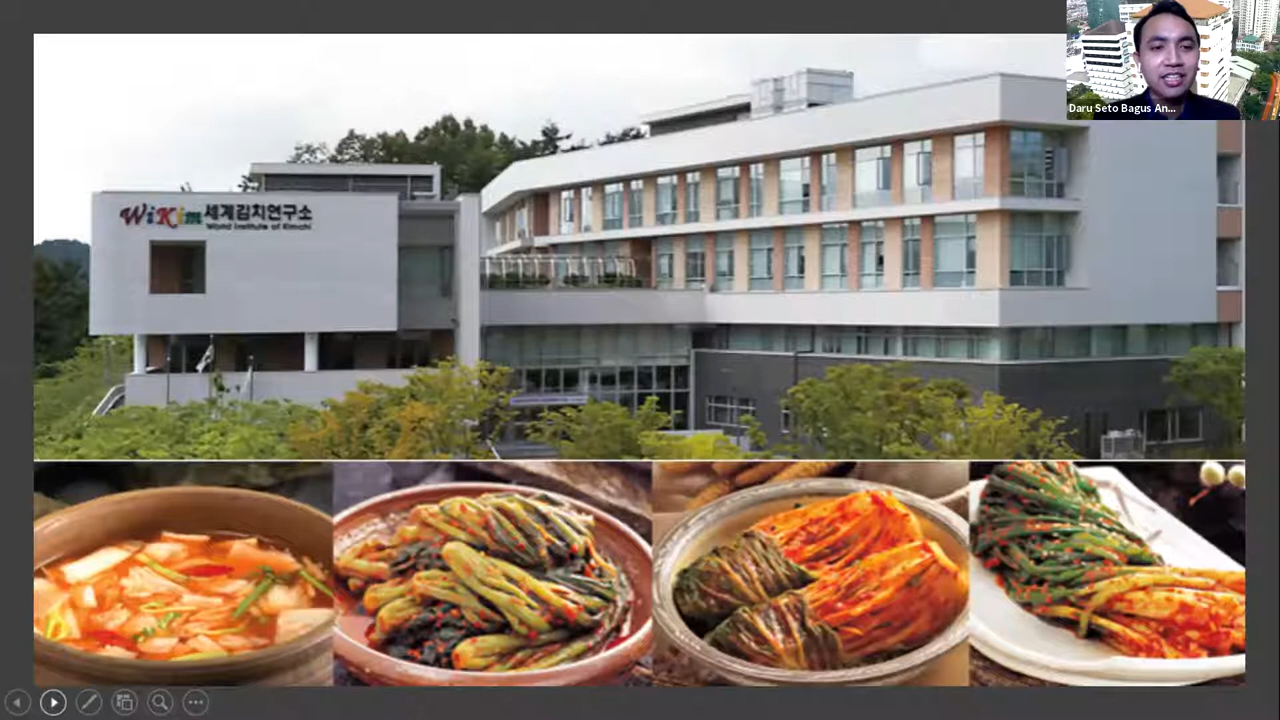 WiKim 세계김치연구소
World Institute of Kimchi
Daru Seto Bagus An...